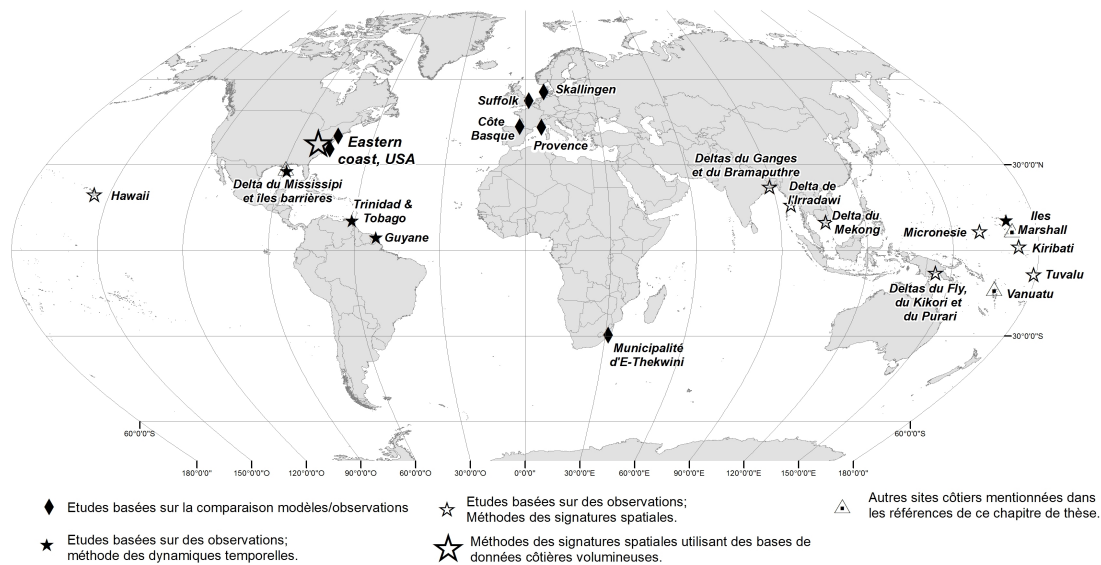 Skallingen
Suffolk
Côte
Basque
Provence
Eastern
coast, USA
Deltas du Ganges
et du Bramaputhre
30°0'0"N
Hawaii
Delta du Mississipi
et îles barrières
Delta de
l'Irradawi
Trinidad &
Tobago
Delta du
Mekong
Iles
Marshall
Micronesie
Guyane
Kiribati
Tuvalu
Deltas du Fly,
du Kikori et
du Purari
Vanuatu
30°0'0"S
Municipalité
d'E-Thekwini
60°0'0"S
60°0'0"S
180°0'0"
150°0'0"O
120°0'0"O
90°0'0"O
60°0'0"O
30°0'0"O
0°0'0"
30°0'0"E
60°0'0"E
90°0'0"E
120°0'0"E
150°0'0"E
180°0'0"
Etudes basées sur la comparaison modèles/observations
Etudes basées sur des observations;
méthode des dynamiques temporelles.
Etudes basées sur des observations;
Méthodes des signatures spatiales.
Méthodes des signatures spatiales utilisant des bases de
données côtières volumineuses.
Autres sites côtiers mentionnées dans
les références de ce chapitre de thèse.